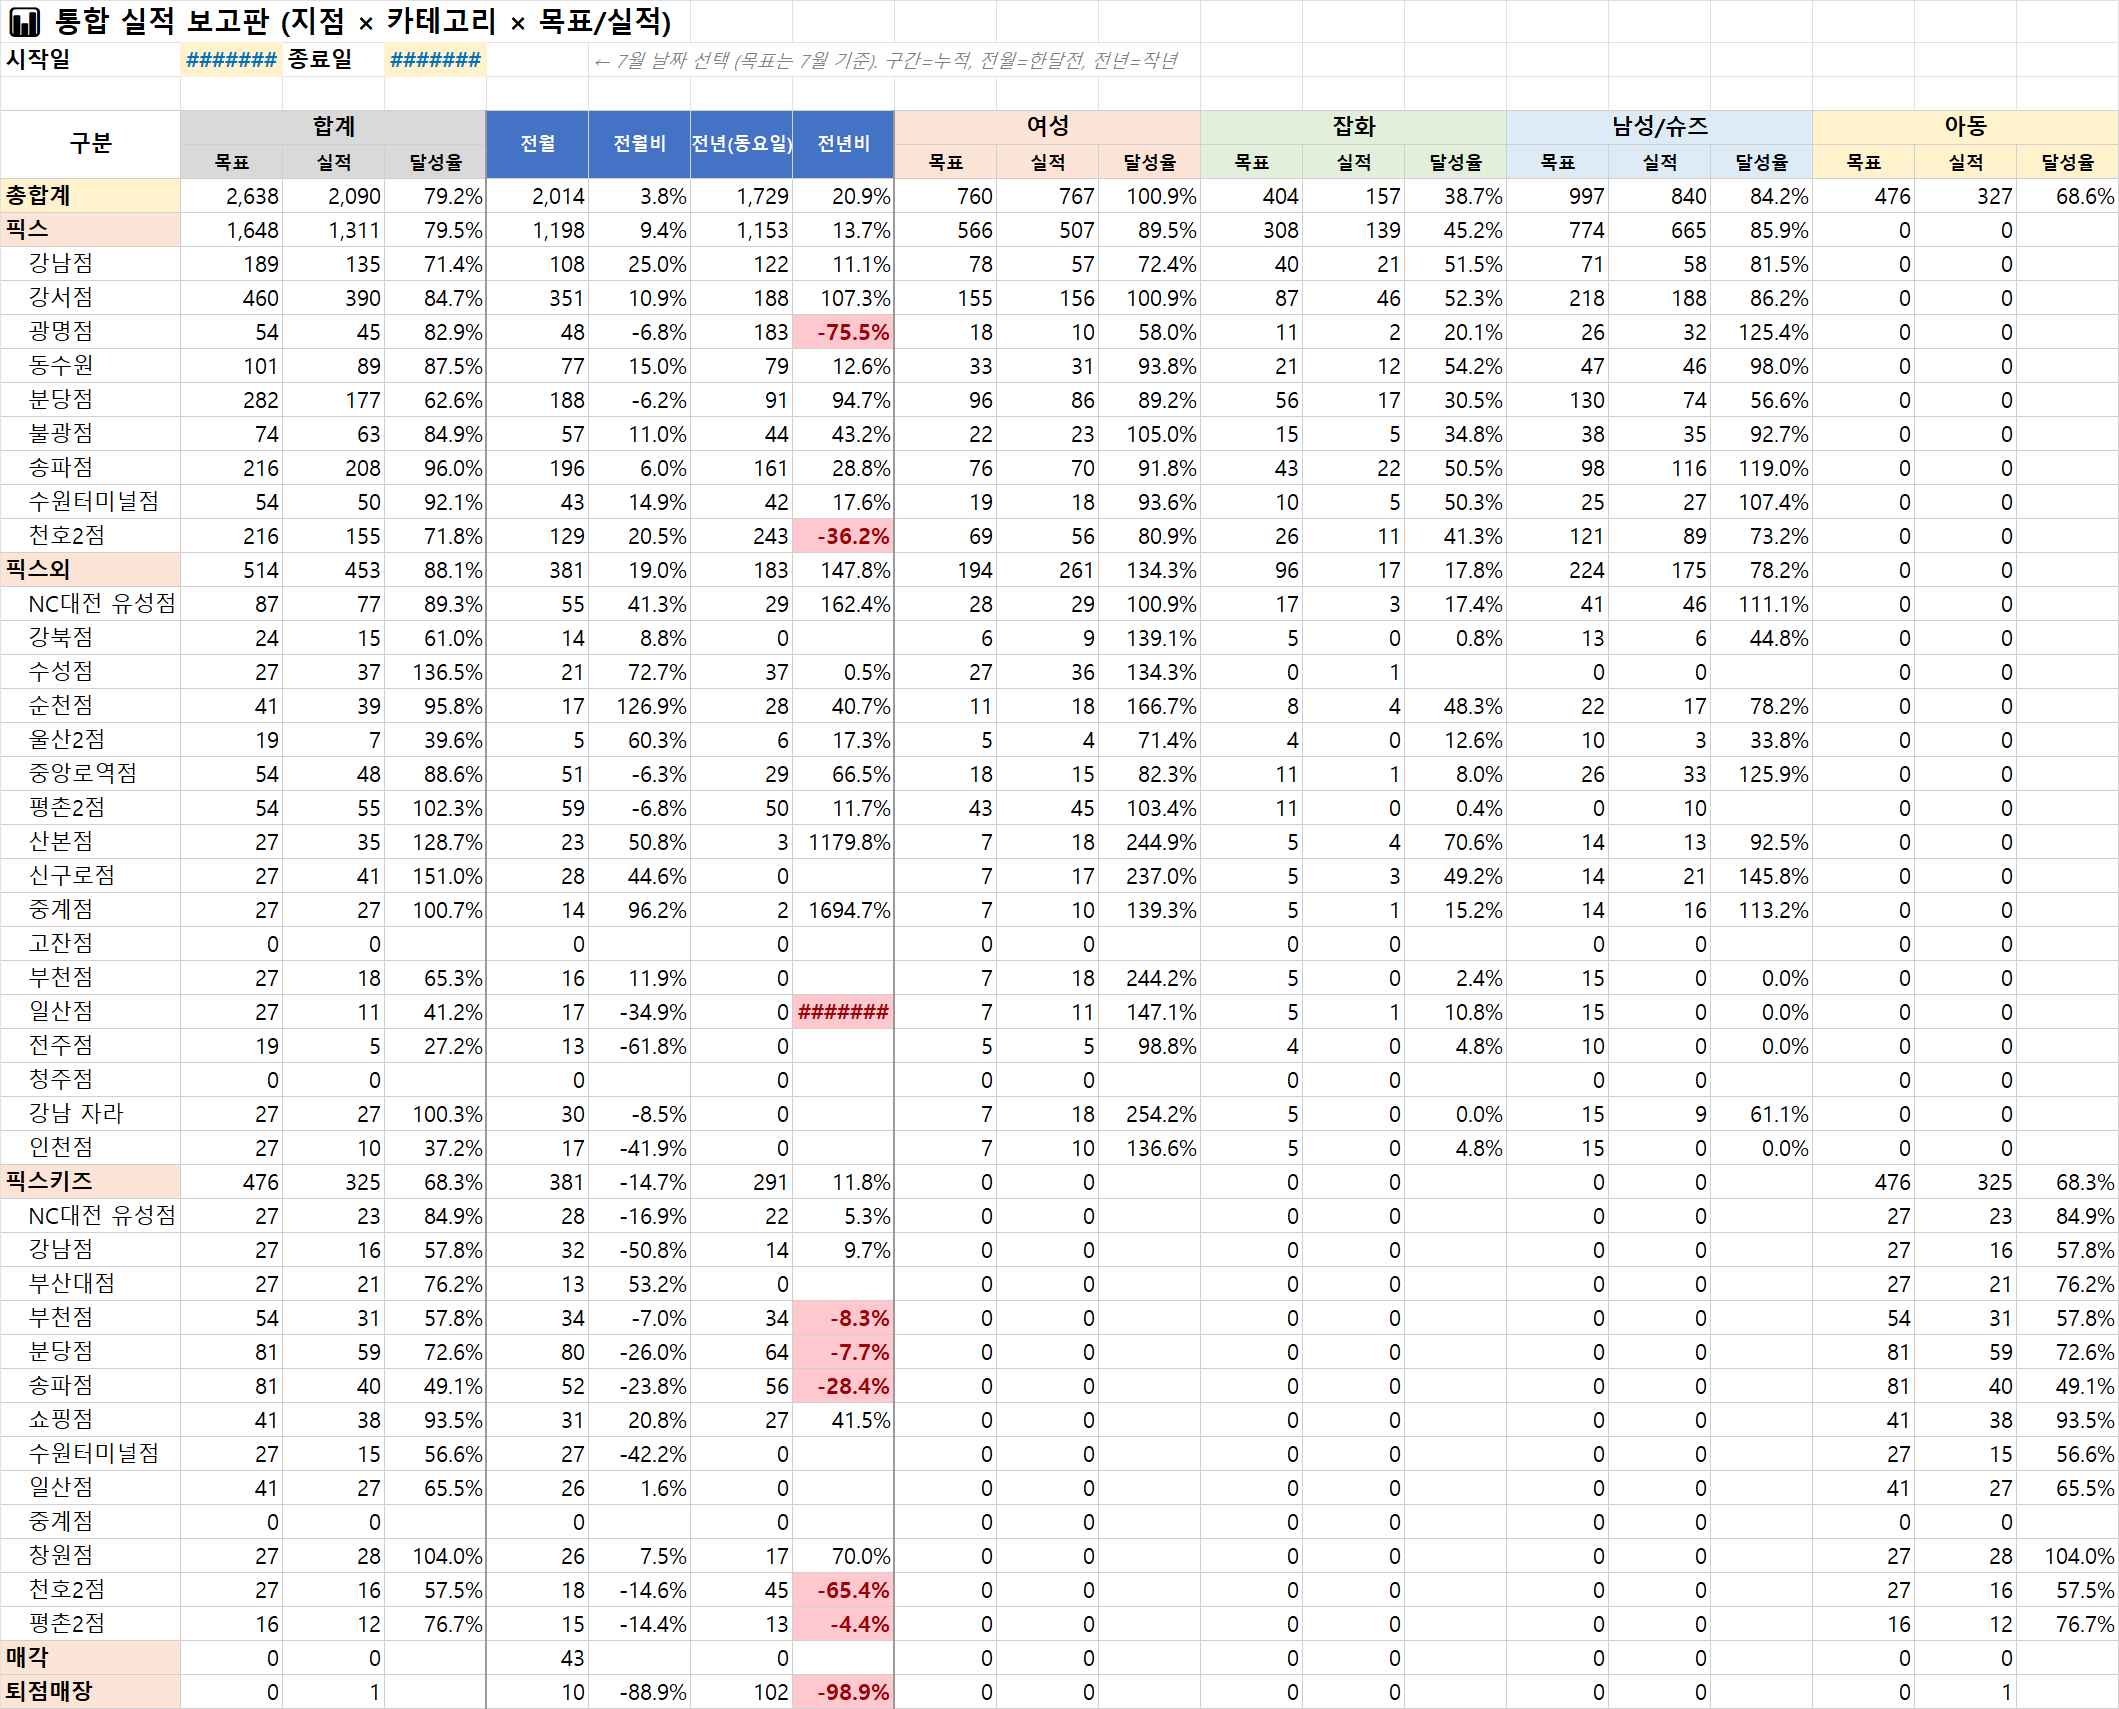 통합 실적 보고판 (지점 × 카테고리 × 목표/실적)
시작일 ####### 종료일 ####### ← 7월 날짜 선택 (목표는 7월 기준). 구간=누적, 전월=한달전, 전년=작년
구분 합계 전월 전월비 전년(동요일) 전년비 여성 잡화 남성/슈즈 아동
목표 실적 달성율 목표 실적 달성율 목표 실적 달성율 목표 실적 달성율 목표 실적 달성율
총합계 2,638 2,090 79.2% 2,014 3.8% 1,729 20.9% 760 767 100.9% 404 157 38.7% 997 840 84.2% 476 327 68.6%
픽스 1,648 1,311 79.5% 1,198 9.4% 1,153 13.7% 566 507 89.5% 308 139 45.2% 774 665 85.9% 0 0
강남점 189 135 71.4% 108 25.0% 122 11.1% 78 57 72.4% 40 21 51.5% 71 58 81.5% 0 0
강서점 460 390 84.7% 351 10.9% 188 107.3% 155 156 100.9% 87 46 52.3% 218 188 86.2% 0 0
광명점 54 45 82.9% 48 -6.8% 183 -75.5% 18 10 58.0% 11 2 20.1% 26 32 125.4% 0 0
동수원 101 89 87.5% 77 15.0% 79 12.6% 33 31 93.8% 21 12 54.2% 47 46 98.0% 0 0
분당점 282 177 62.6% 188 -6.2% 91 94.7% 96 86 89.2% 56 17 30.5% 130 74 56.6% 0 0
불광점 74 63 84.9% 57 11.0% 44 43.2% 22 23 105.0% 15 5 34.8% 38 35 92.7% 0 0
송파점 216 208 96.0% 196 6.0% 161 28.8% 76 70 91.8% 43 22 50.5% 98 116 119.0% 0 0
수원터미널점 54 50 92.1% 43 14.9% 42 17.6% 19 18 93.6% 10 5 50.3% 25 27 107.4% 0 0
천호2점 216 155 71.8% 129 20.5% 243 -36.2% 69 56 80.9% 26 11 41.3% 121 89 73.2% 0 0
픽스외 514 453 88.1% 381 19.0% 183 147.8% 194 261 134.3% 96 17 17.8% 224 175 78.2% 0 0
NC대전 유성점 87 77 89.3% 55 41.3% 29 162.4% 28 29 100.9% 17 3 17.4% 41 46 111.1% 0 0
강북점 24 15 61.0% 14 8.8% 0 6 9 139.1% 5 0 0.8% 13 6 44.8% 0 0
수성점 27 37 136.5% 21 72.7% 37 0.5% 27 36 134.3% 0 1 0 0 0 0
순천점 41 39 95.8% 17 126.9% 28 40.7% 11 18 166.7% 8 4 48.3% 22 17 78.2% 0 0
울산2점 19 7 39.6% 5 60.3% 6 17.3% 5 4 71.4% 4 0 12.6% 10 3 33.8% 0 0
중앙로역점 54 48 88.6% 51 -6.3% 29 66.5% 18 15 82.3% 11 1 8.0% 26 33 125.9% 0 0
평촌2점 54 55 102.3% 59 -6.8% 50 11.7% 43 45 103.4% 11 0 0.4% 0 10 0 0
산본점 27 35 128.7% 23 50.8% 3 1179.8% 7 18 244.9% 5 4 70.6% 14 13 92.5% 0 0
신구로점 27 41 151.0% 28 44.6% 0 7 17 237.0% 5 3 49.2% 14 21 145.8% 0 0
중계점 27 27 100.7% 14 96.2% 2 1694.7% 7 10 139.3% 5 1 15.2% 14 16 113.2% 0 0
고잔점 0 0 0 0 0 0 0 0 0 0 0 0
부천점 27 18 65.3% 16 11.9% 0 7 18 244.2% 5 0 2.4% 15 0 0.0% 0 0
일산점 27 11 41.2% 17 -34.9% 0 ####### 7 11 147.1% 5 1 10.8% 15 0 0.0% 0 0
전주점 19 5 27.2% 13 -61.8% 0 5 5 98.8% 4 0 4.8% 10 0 0.0% 0 0
청주점 0 0 0 0 0 0 0 0 0 0 0 0
강남 자라 27 27 100.3% 30 -8.5% 0 7 18 254.2% 5 0 0.0% 15 9 61.1% 0 0
인천점 27 10 37.2% 17 -41.9% 0 7 10 136.6% 5 0 4.8% 15 0 0.0% 0 0
픽스키즈 476 325 68.3% 381 -14.7% 291 11.8% 0 0 0 0 0 0 476 325 68.3%
NC대전 유성점 27 23 84.9% 28 -16.9% 22 5.3% 0 0 0 0 0 0 27 23 84.9%
강남점 27 16 57.8% 32 -50.8% 14 9.7% 0 0 0 0 0 0 27 16 57.8%
부산대점 27 21 76.2% 13 53.2% 0 0 0 0 0 0 0 27 21 76.2%
부천점 54 31 57.8% 34 -7.0% 34 -8.3% 0 0 0 0 0 0 54 31 57.8%
분당점 81 59 72.6% 80 -26.0% 64 -7.7% 0 0 0 0 0 0 81 59 72.6%
송파점 81 40 49.1% 52 -23.8% 56 -28.4% 0 0 0 0 0 0 81 40 49.1%
쇼핑점 41 38 93.5% 31 20.8% 27 41.5% 0 0 0 0 0 0 41 38 93.5%
수원터미널점 27 15 56.6% 27 -42.2% 0 0 0 0 0 0 0 27 15 56.6%
일산점 41 27 65.5% 26 1.6% 0 0 0 0 0 0 0 41 27 65.5%
중계점 0 0 0 0 0 0 0 0 0 0 0 0
창원점 27 28 104.0% 26 7.5% 17 70.0% 0 0 0 0 0 0 27 28 104.0%
천호2점 27 16 57.5% 18 -14.6% 45 -65.4% 0 0 0 0 0 0 27 16 57.5%
평촌2점 16 12 76.7% 15 -14.4% 13 -4.4% 0 0 0 0 0 0 16 12 76.7%
매각 0 0 43 0 0 0 0 0 0 0 0 0
퇴점매장 0 1 10 -88.9% 102 -98.9% 0 0 0 0 0 0 0 1